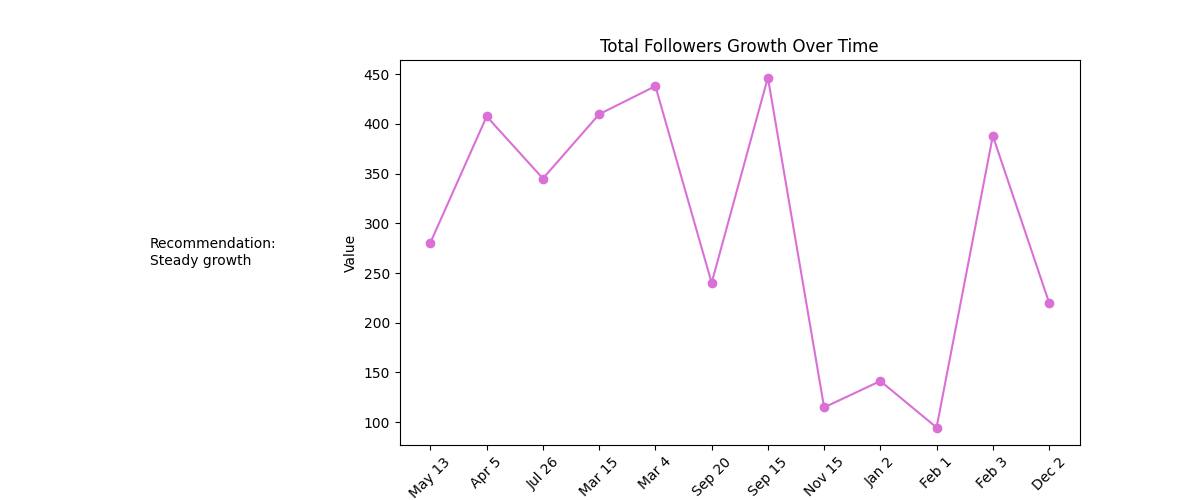 Total Followers Growth Over Time
Recommendation:
Steady growth
Value
450
400
350
300
250
200
150
100
May 13
Apr 5
Jul 26
Mar 15
Mar 4
Sep 20
Sep 15
Nov 15
Jan 2
Feb 1
Feb 3
Dec 2